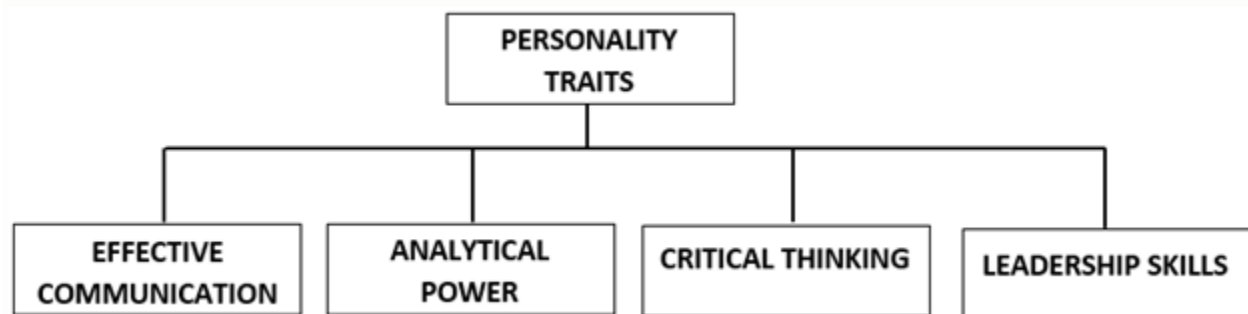 PERSONALITY
TRAITS
EFFECTIVE
COMMUNICATION
ANALYTICAL
POWER
CRITICAL THINKING
LEADERSHIP SKILLS